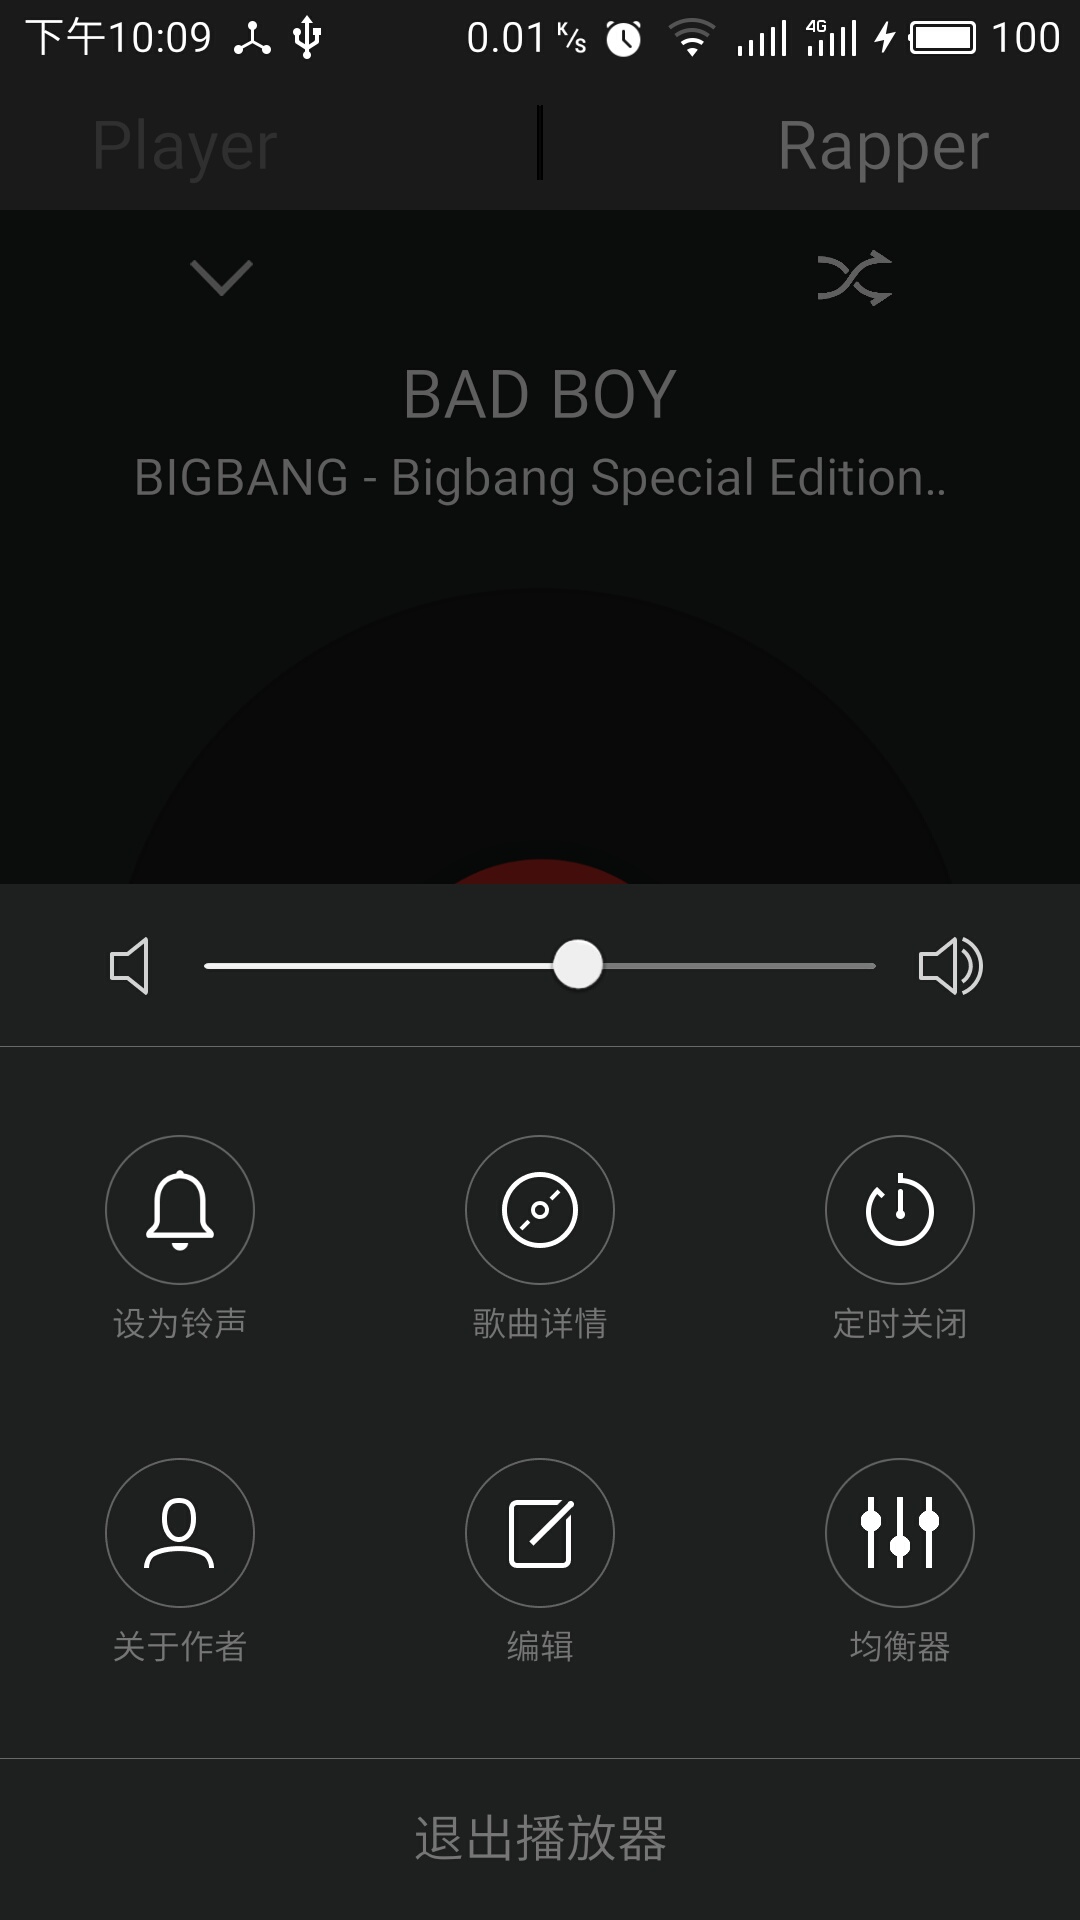 下午10:09 0.01 K/s 4G 100
Player Rapper
BAD BOY
BIGBANG - Bigbang Special Edition..
设为铃声 歌曲详情 定时关闭
关于作者 编辑 均衡器
退出播放器